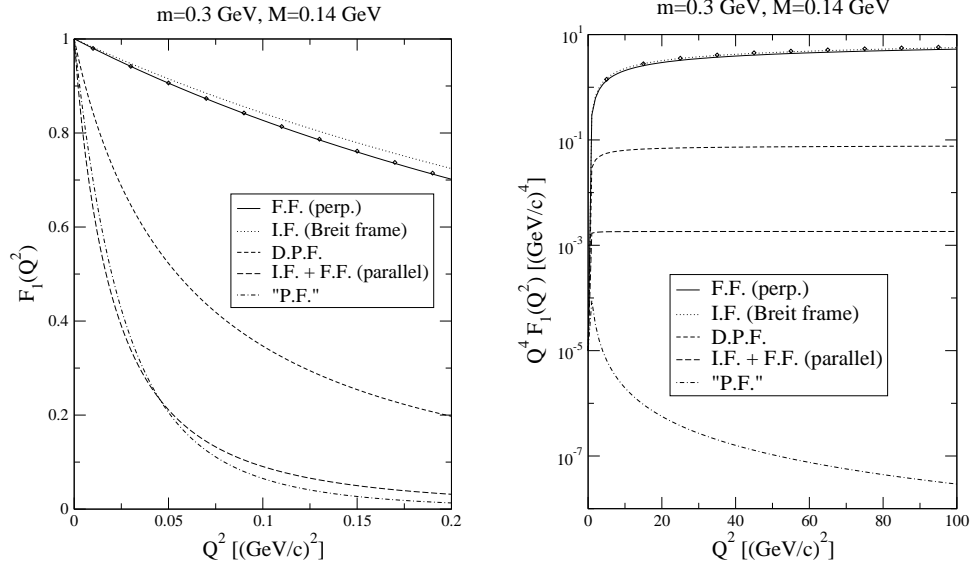 m=0.3 GeV, M=0.14 GeV
1
0.8
0.6
0.4
0.2
0
F₁(Q²)
F.F. (perp.)
I.F. (Breit frame)
D.P.F.
I.F. + F.F. (parallel)
"P.F."
0 0.05 0.1 0.15 0.2
Q² [(GeV/c)²]
m=0.3 GeV, M=0.14 GeV
10¹
10⁻¹
10⁻³
10⁻⁵
10⁻⁷
Q⁴ F₁(Q²) [(GeV/c)⁴]
F.F. (perp.)
I.F. (Breit frame)
D.P.F.
I.F. + F.F. (parallel)
"P.F."
0 20 40 60 80 100
Q² [(GeV/c)²]